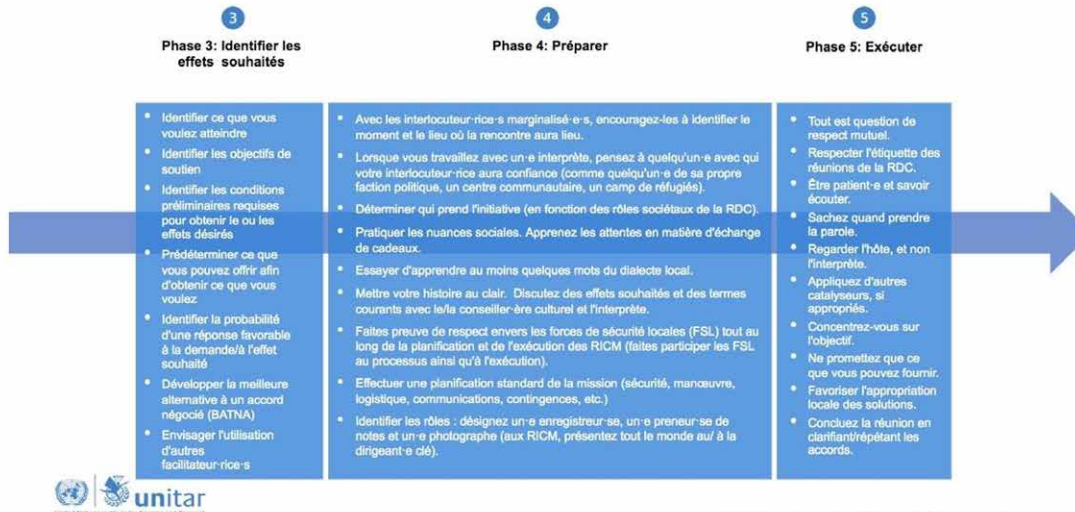 3
Phase 3: Identifier les
effets souhaités
4
Phase 4: Préparer
5
Phase 5: Exécuter
• Identifier ce que vous
voulez atteindre
• Identifier les objectifs de
soutien
• Identifier les conditions
préliminaires requises
pour obtenir le ou les
effets désirés
• Prédéterminer ce que
vous pouvez offrir afin
d'obtenir ce que vous
voulez
• Identifier la probabilité
d'une réponse favorable
à la demande/à l'effet
souhaité
• Développer la meilleure
alternative à un accord
négocié (BATNA)
• Envisager l'utilisation
d'autres
facilitateur·rice·s
• Avec les interlocuteur·rice·s marginalisé·e·s, encouragez-les à identifier le
moment et le lieu où la rencontre aura lieu.
• Lorsque vous travaillez avec un·e interprète, pensez à quelqu'un·e avec qui
votre interlocuteur·rice aura confiance (comme quelqu'un·e de sa propre
faction politique, un centre communautaire, un camp de réfugiés).
• Déterminer qui prend l'initiative (en fonction des rôles sociétaux de la RDC).
• Pratiquer les nuances sociales. Apprenez les attentes en matière d'échange
de cadeaux.
• Essayer d'apprendre au moins quelques mots du dialecte local.
• Mettre votre histoire au clair. Discutez des effets souhaités et des termes
courants avec le/la conseiller·ère culturel et l'interprète.
• Faites preuve de respect envers les forces de sécurité locales (FSL) tout au
long de la planification et de l'exécution des RICM (faites participer les FSL
au processus ainsi qu'à l'exécution).
• Effectuer une planification standard de la mission (sécurité, manœuvre,
logistique, communications, contingences, etc.)
• Identifier les rôles : désignez un·e enregistreur·se, un·e preneur·se de
notes et un·e photographe (aux RICM, présentez tout le monde au/ à la
dirigeant·e clé).
• Tout est question de
respect mutuel.
• Respecter l'étiquette des
réunions de la RDC.
• Être patient·e et savoir
écouter.
• Sachez quand prendre
la parole.
• Regarder l'hôte, et non
l'interprète.
• Appliquez d'autres
catalyseurs, si
appropriés.
• Concentrez-vous sur
l'objectif.
• Ne promettez que ce
que vous pouvez fournir.
• Favoriser l'appropriation
locale des solutions.
• Concluez la réunion en
clarifiant/répétant les
accords.
unitar